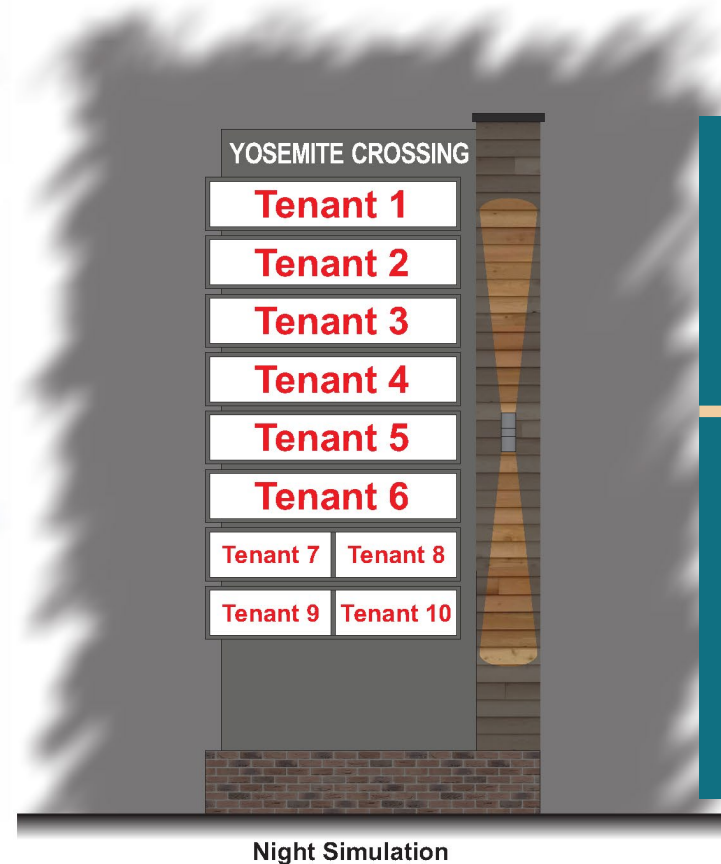 YOSEMITE CROSSING
Tenant 1
Tenant 2
Tenant 3
Tenant 4
Tenant 5
Tenant 6
Tenant 7 Tenant 8
Tenant 9 Tenant 10
Night Simulation